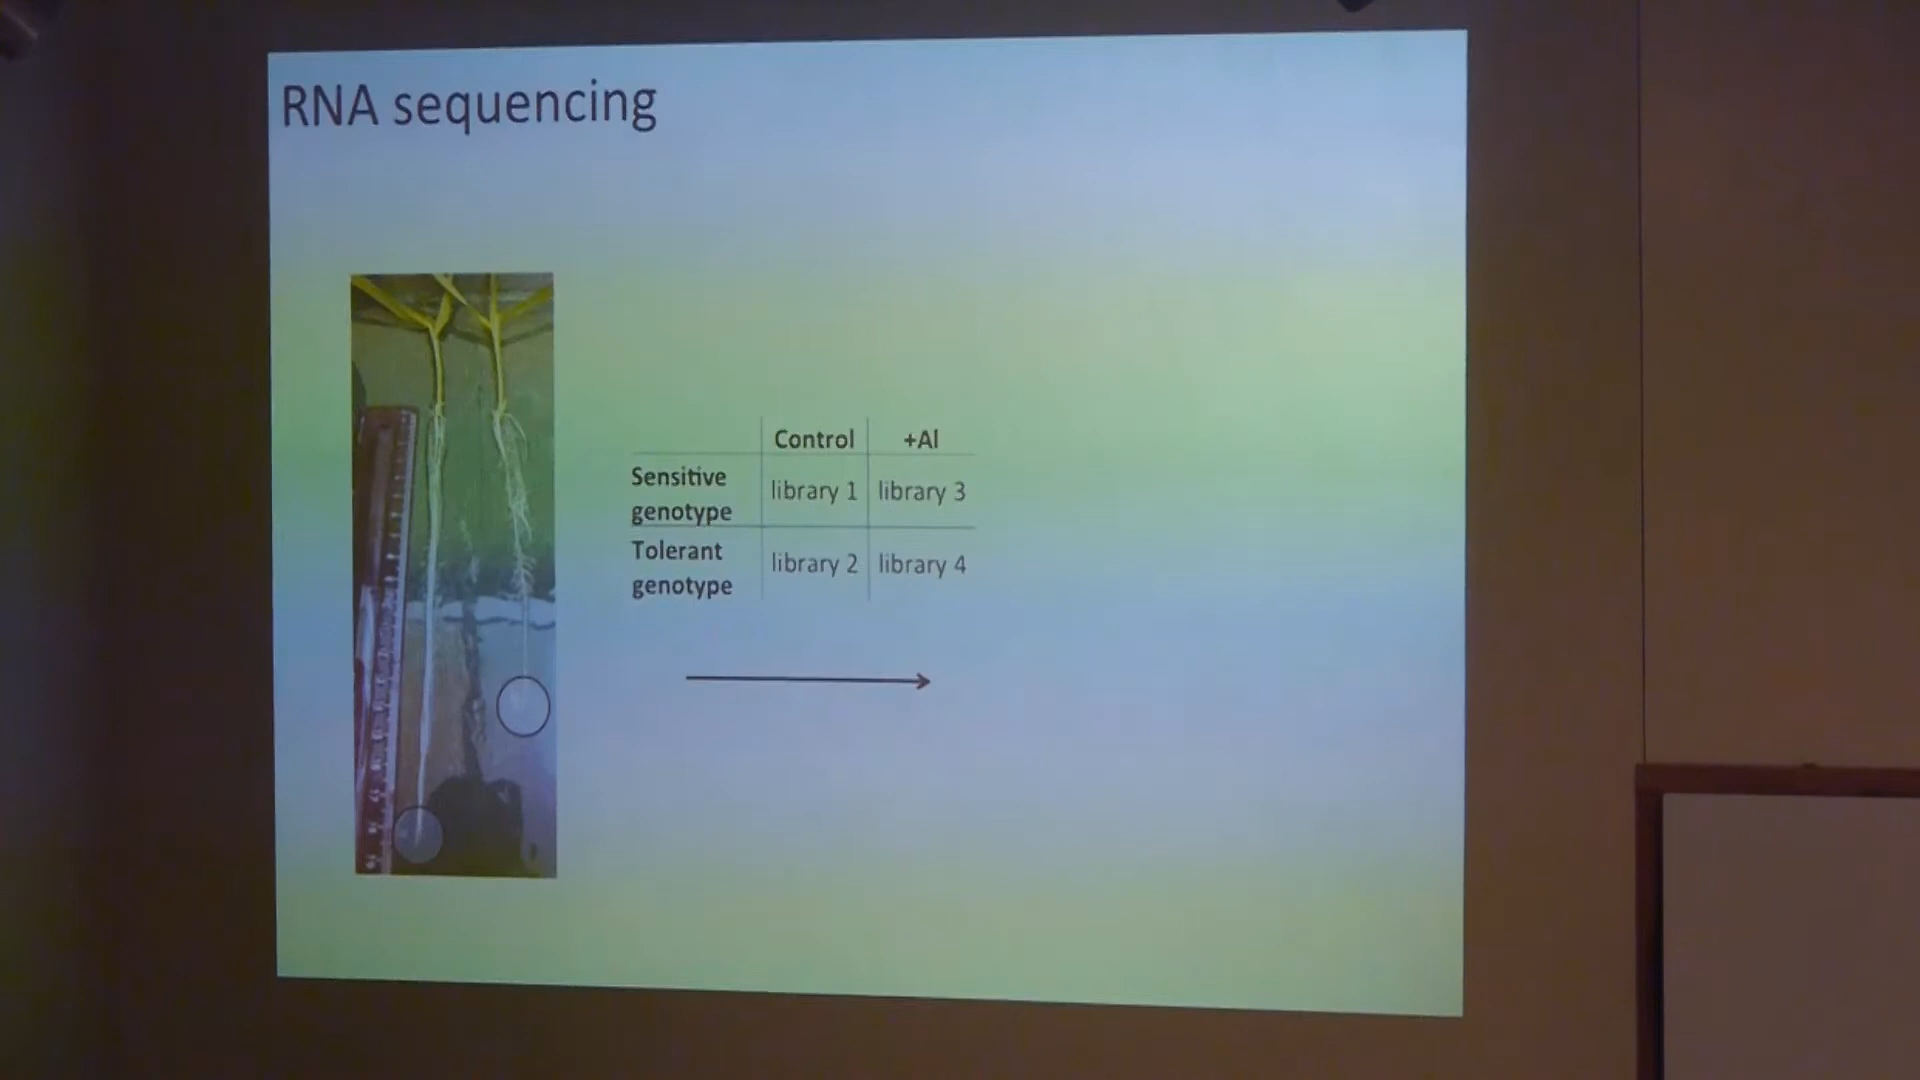 RNA sequencing
Control +Al
Sensitive
genotype
library 1 library 3
Tolerant
genotype
library 2 library 4